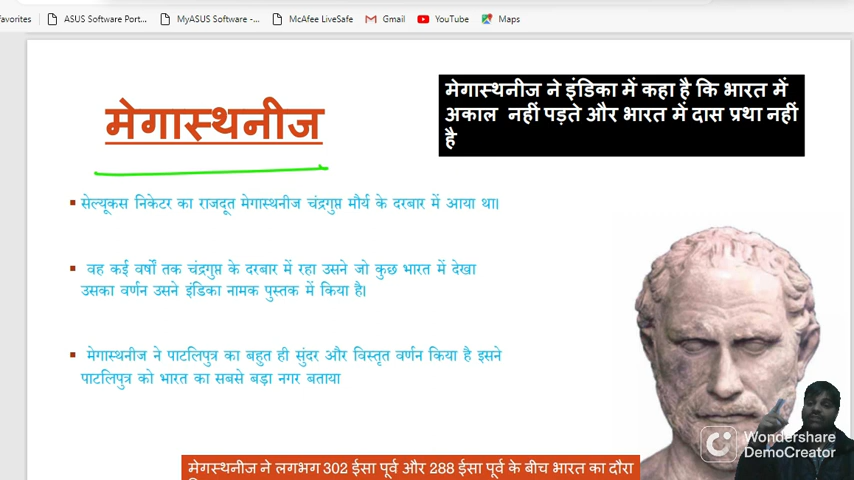 avorites
ASUS Software Port...
MyASUS Software -...
McAfee LiveSafe
Gmail
YouTube
Maps
मेगास्थनीज
मेगास्थनीज ने इंडिका में कहा है कि भारत में
अकाल नहीं पड़ते और भारत में दास प्रथा नहीं
है
सेल्यूकस निकेटर का राजदूत मेगास्थनीज चंद्रगुप्त मौर्य के दरबार में आया था।
वह कई वर्षों तक चंद्रगुप्त के दरबार में रहा उसने जो कुछ भारत में देखा
उसका वर्णन उसने इंडिका नामक पुस्तक में किया है।
मेगास्थनीज ने पाटलिपुत्र का बहुत ही सुंदर और विस्तृत वर्णन किया है इसने
पाटलिपुत्र को भारत का सबसे बड़ा नगर बताया
मेगस्थनीज ने लगभग 302 ईसा पूर्व और 288 ईसा पूर्व के बीच भारत का दौरा
Wondershare
DemoCreator